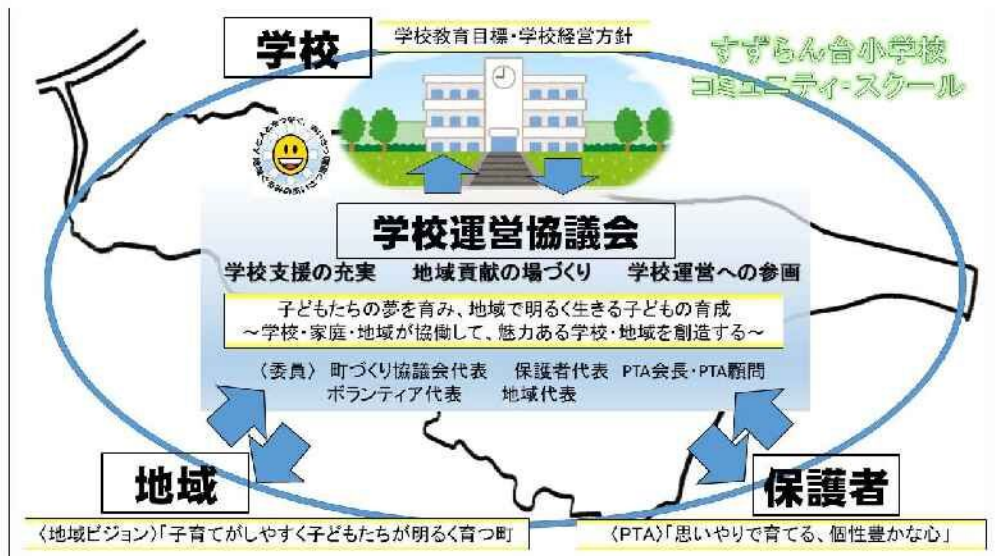 学校
学校教育目標・学校経営方針
すずらん台小学校
コミュニティ・スクール
学校運営協議会
学校支援の充実　地域貢献の場づくり　学校運営への参画
子どもたちの夢を育み、地域で明るく生きる子どもの育成
～学校・家庭・地域が協働して、魅力ある学校・地域を創造する～
〈委員〉 町づくり協議会代表　保護者代表　PTA会長・PTA顧問
ボランティア代表　地域代表
地域
〈地域ビジョン〉「子育てがしやすく子どもたちが明るく育つ町
保護者
〈PTA〉「思いやりで育てる、個性豊かな心」